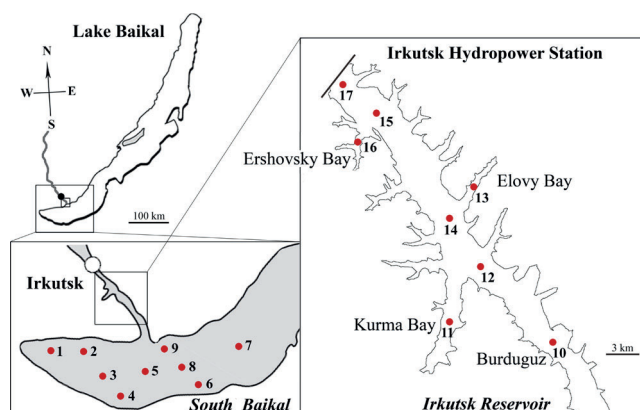 Lake Baikal
N
W E
S
100 km
Irkutsk
1 2 3 4 5 6 7 8 9
South Baikal
Irkutsk Hydropower Station
17
15
16
Ershovsky Bay
Elovy Bay
13
14
12
Kurma Bay
11
10
Burduguz
3 km
Irkutsk Reservoir